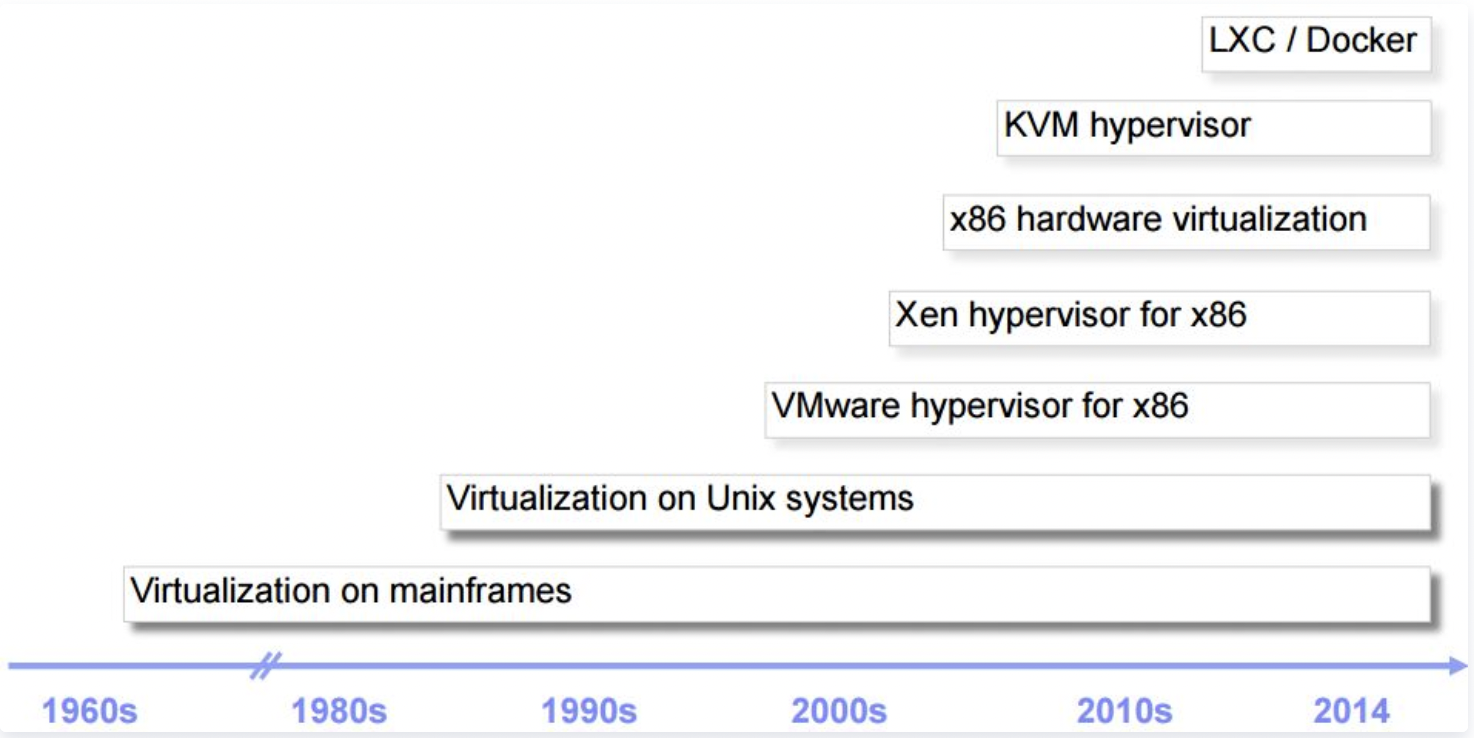 LXC / Docker
KVM hypervisor
x86 hardware virtualization
Xen hypervisor for x86
VMware hypervisor for x86
Virtualization on Unix systems
Virtualization on mainframes
1960s 1980s 1990s 2000s 2010s 2014